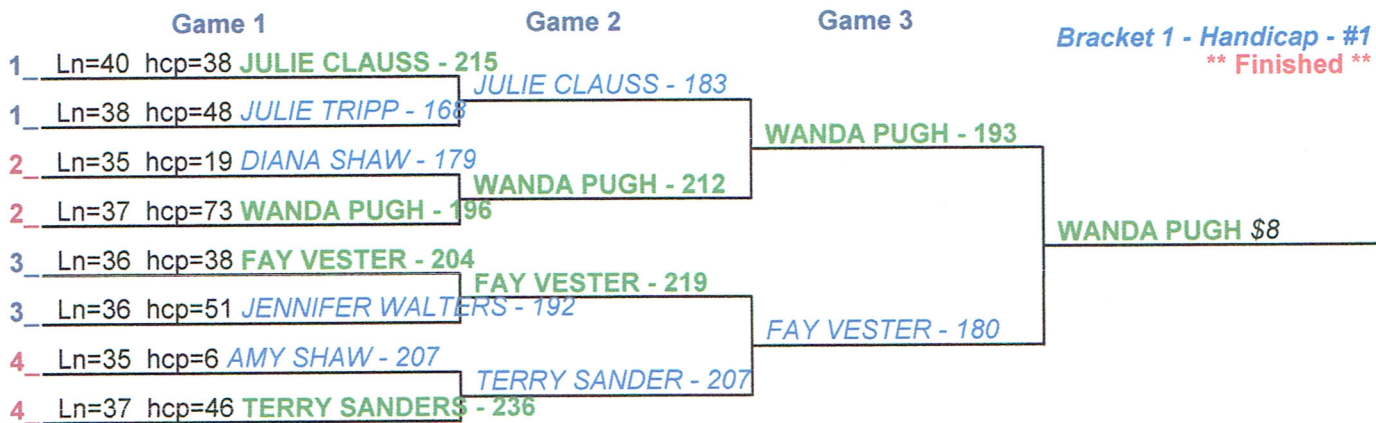 Game 1
Game 2
Game 3
Bracket 1 - Handicap - #1
** Finished **
1_ Ln=40 hcp=38 JULIE CLAUSS - 215
1_ Ln=38 hcp=48 JULIE TRIPP - 168
2_ Ln=35 hcp=19 DIANA SHAW - 179
2_ Ln=37 hcp=73 WANDA PUGH - 196
3_ Ln=36 hcp=38 FAY VESTER - 204
3_ Ln=36 hcp=51 JENNIFER WALTERS - 192
4_ Ln=35 hcp=6 AMY SHAW - 207
4_ Ln=37 hcp=46 TERRY SANDERS - 236
JULIE CLAUSS - 183
WANDA PUGH - 212
FAY VESTER - 219
TERRY SANDER - 207
WANDA PUGH - 193
FAY VESTER - 180
WANDA PUGH $8